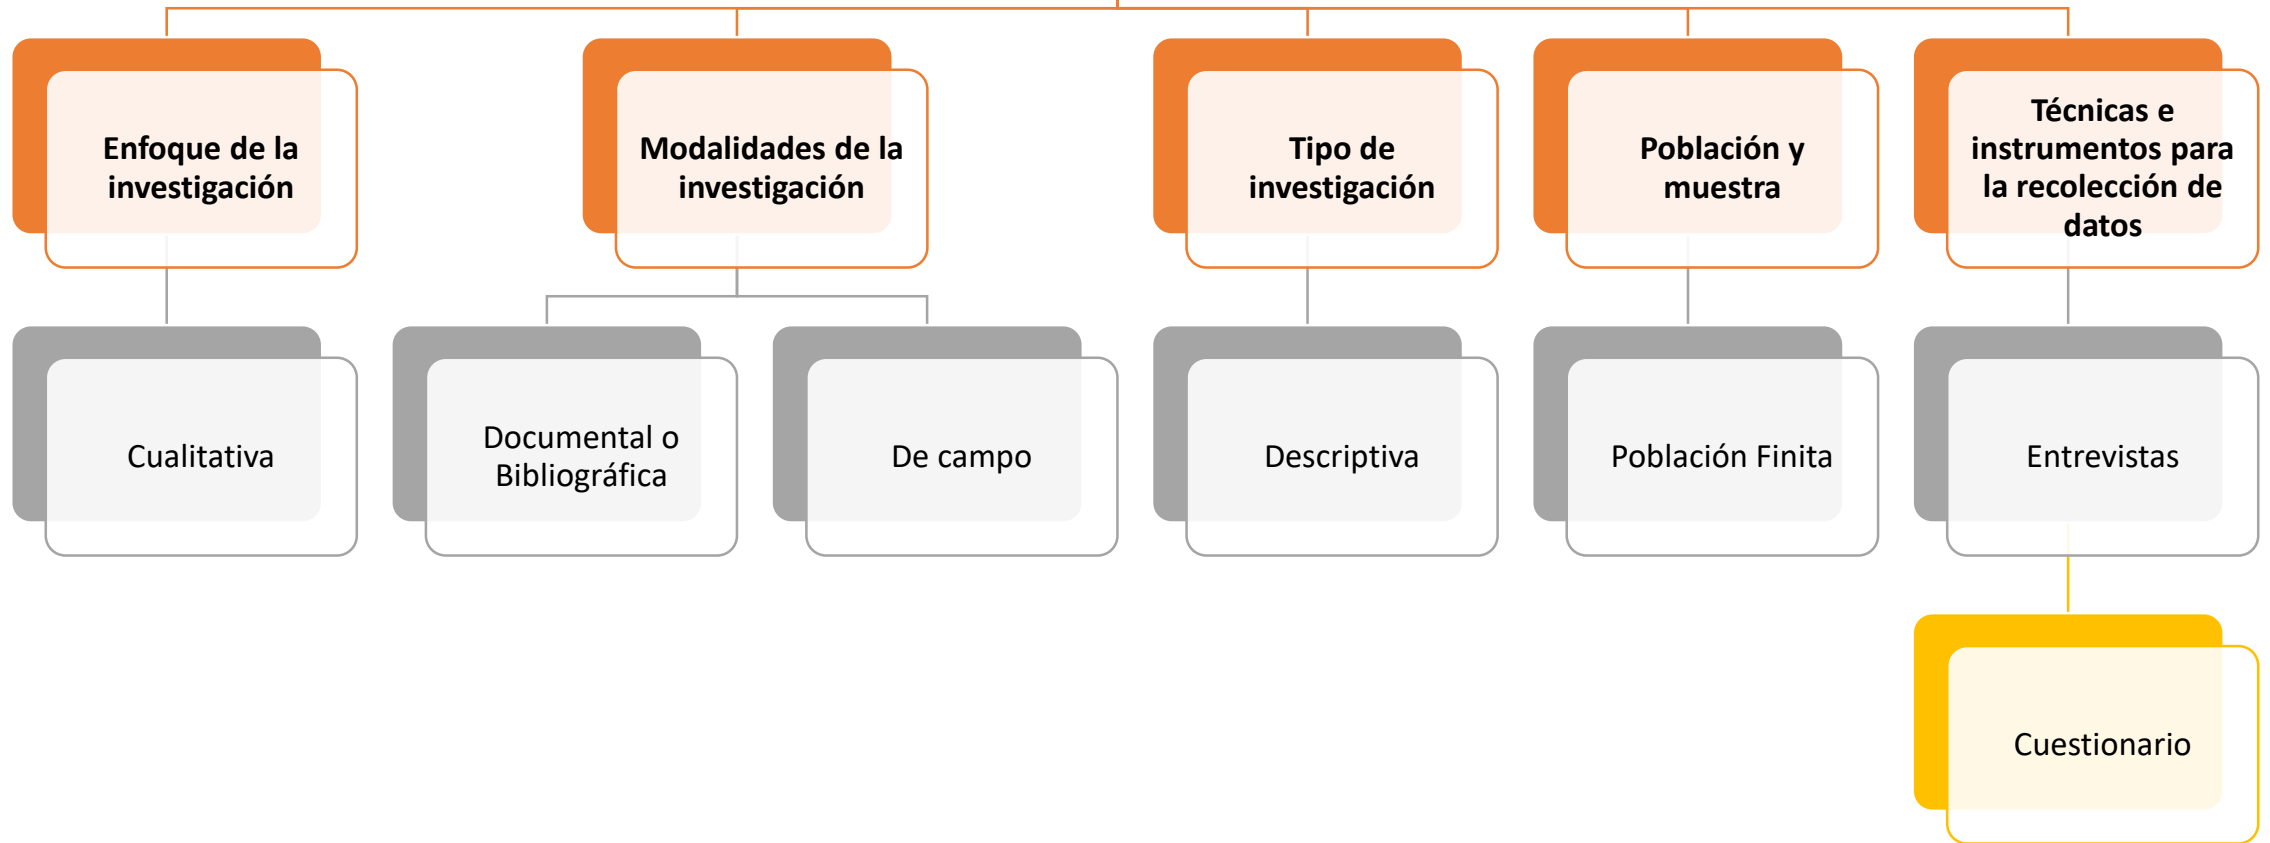 Enfoque de la
investigación
Modalidades de la
investigación
Tipo de
investigación
Población y
muestra
Técnicas e
instrumentos para
la recolección de
datos
Cualitativa
Documental o
Bibliográfica
De campo
Descriptiva
Población Finita
Entrevistas
Cuestionario